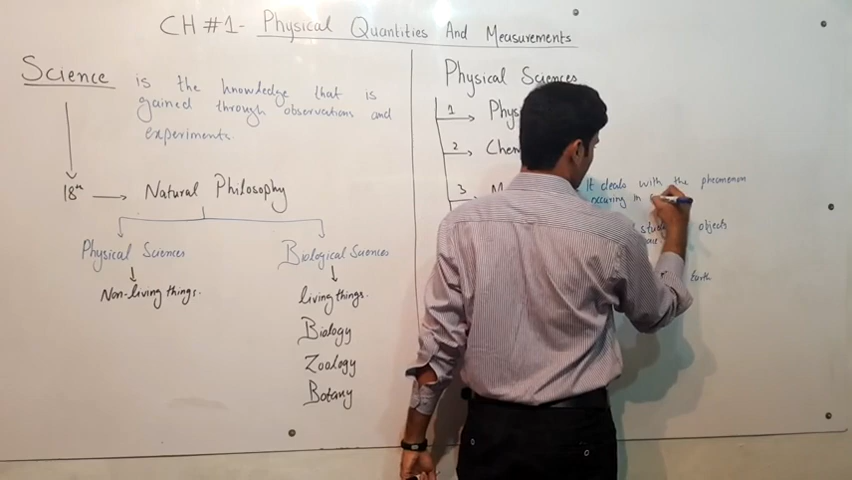 CH #1- Physical Quantities And Measurements
Science is the knowledge that is
gained through observations and
experiments.
18th → Natural Philosophy
Physical Sciences
Non-living things.
Biological Sciences
living things.
Biology
Zoology
Botany
Physical Sciences
1
2
3
It deals with the pheomenon
occuring in
study objects
Earth